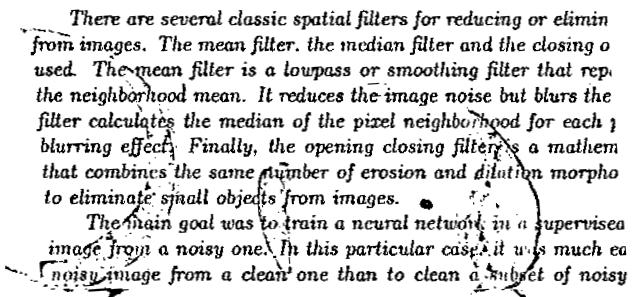 There are several classic spatial filters for reducing or elimin
from images. The mean filter, the median filter and the closing o
used. The mean filter is a lowpass or smoothing filter that rep
the neighborhood mean. It reduces the image noise but blurs the
filter calculates the median of the pixel neighborhood for each
blurring effect. Finally, the opening closing filter is a mathem
that combines the same number of erosion and dilation morpho
to eliminate small objects from images.
The main goal was to train a neural network in a supervised
image from a noisy one. In this particular case, it was much ea
noisy image from a clean one than to clean a subset of noisy